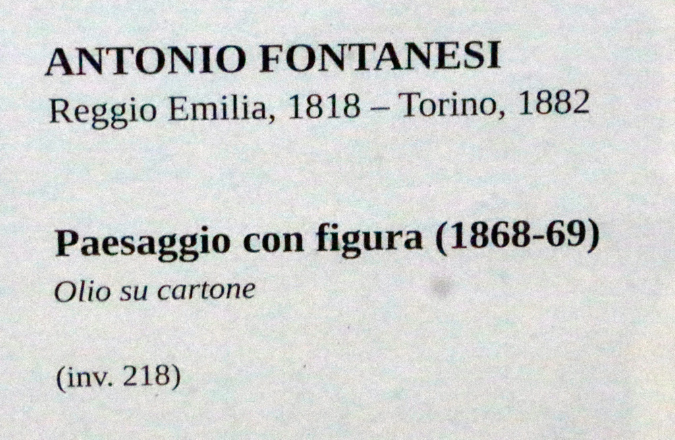 ANTONIO FONTANESI
Reggio Emilia, 1818 – Torino, 1882
Paesaggio con figura (1868-69)
Olio su cartone
(inv. 218)